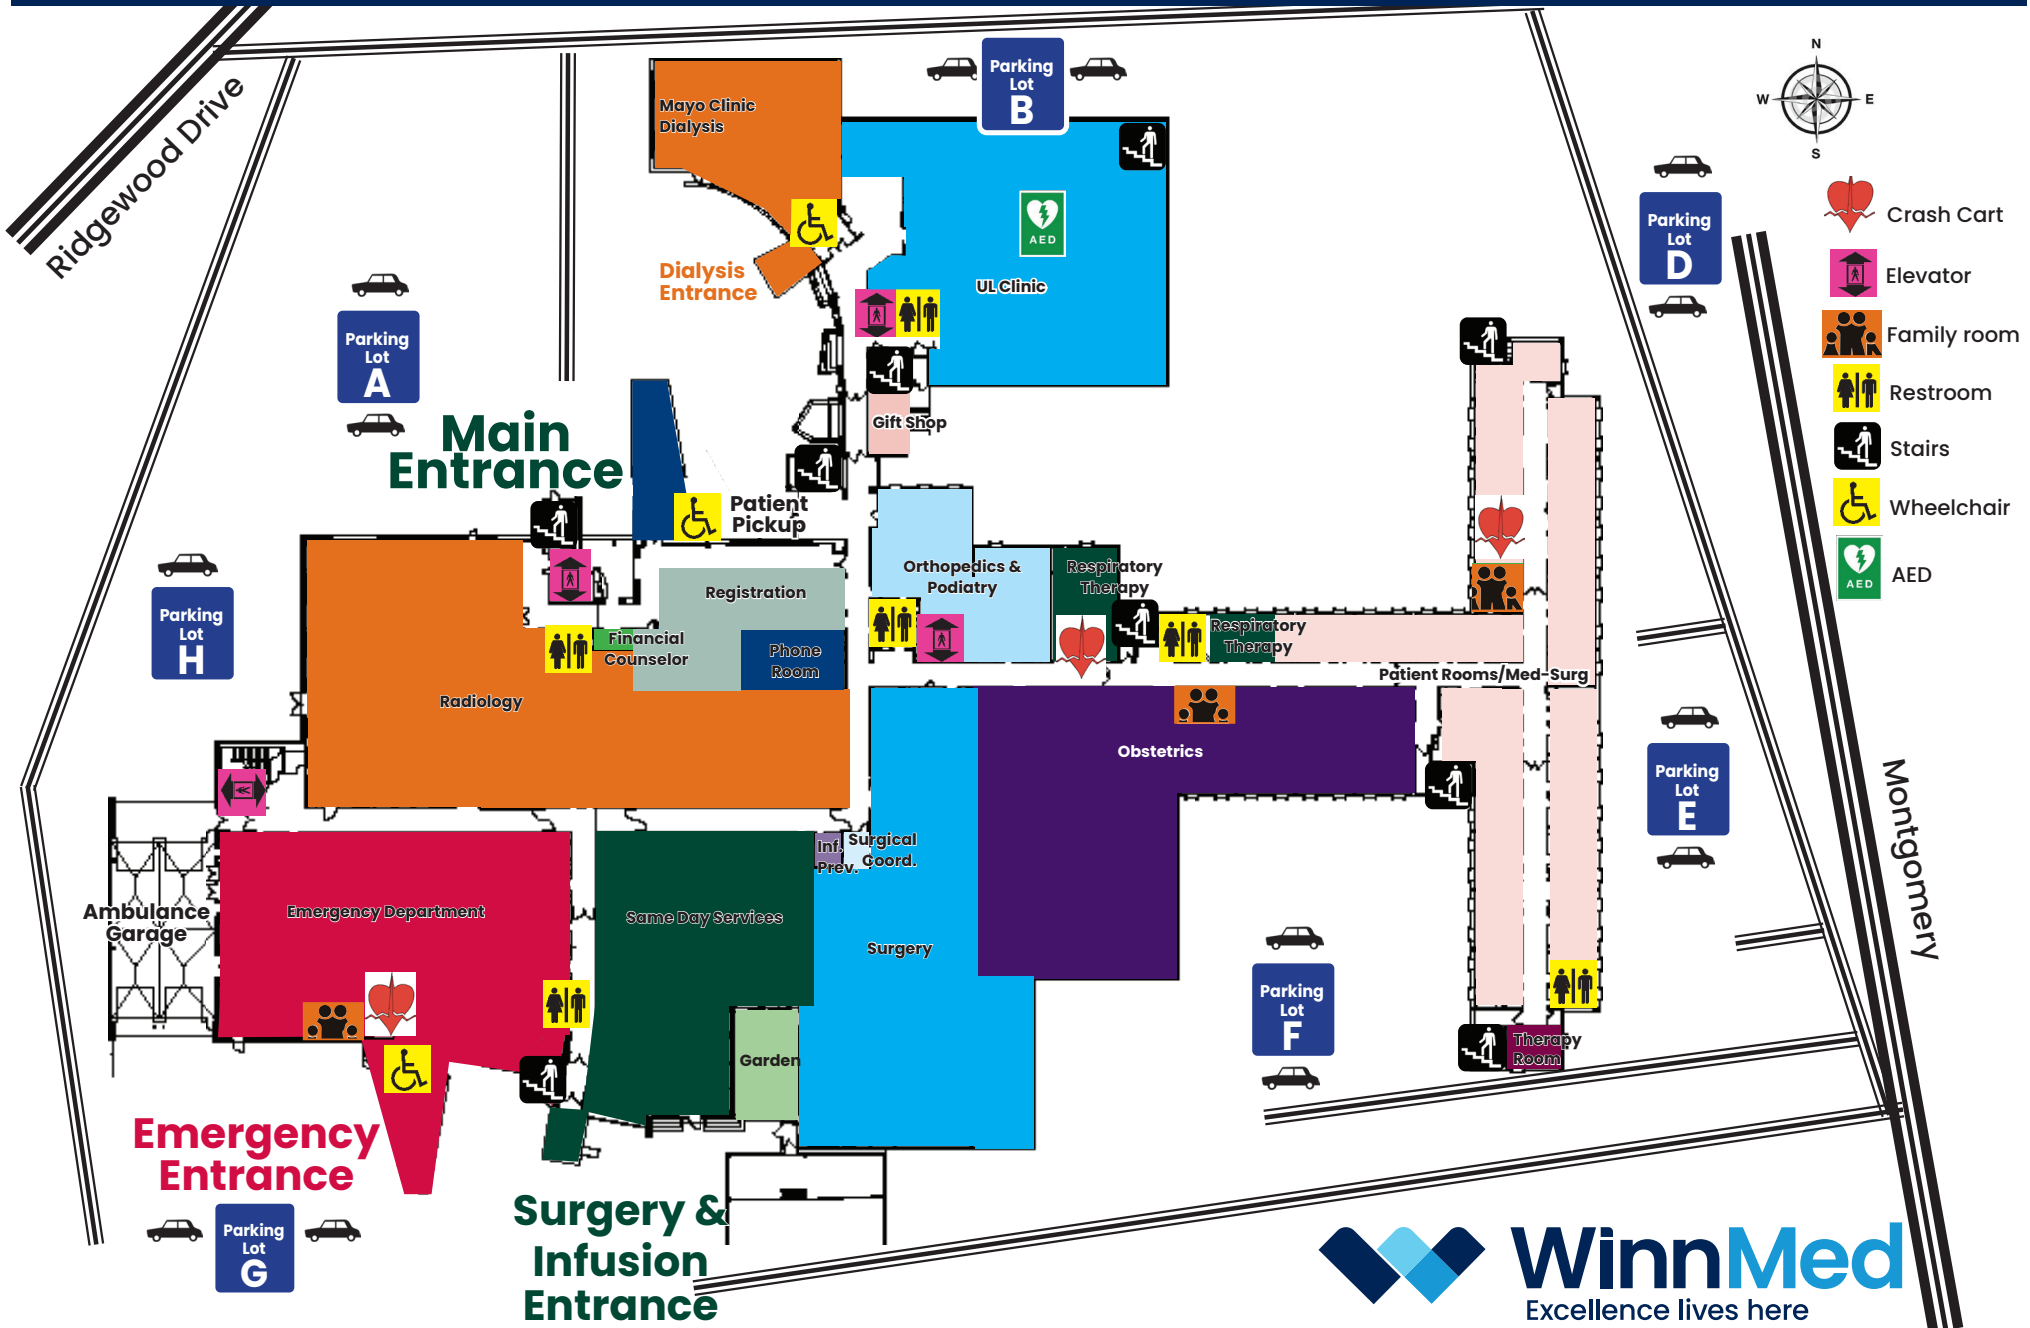 Ridgewood Drive
Mayo Clinic
Dialysis
Parking
Lot
B
N
W
E
S
AED
Parking
Lot
D
Crash Cart
Elevator
Family room
Restroom
Stairs
Wheelchair
AED
AED
Dialysis
Entrance
UL Clinic
Parking
Lot
A
Main
Entrance
Gift Shop
Patient
Pickup
Parking
Lot
H
Registration
Financial
Counselor
Phone
Room
Radiology
Orthopedics &
Podiatry
Respiratory
Therapy
Respiratory
Therapy
Patient Rooms/Med-Surg
Obstetrics
Parking
Lot
E
Montgomery
Inf.
Prev.
Surgical
Coord.
Ambulance
Garage
Emergency Department
Same Day Services
Surgery
Garden
Parking
Lot
F
Therapy
Room
Emergency
Entrance
Parking
Lot
G
Surgery &
Infusion
Entrance
WinnMed
Excellence lives here